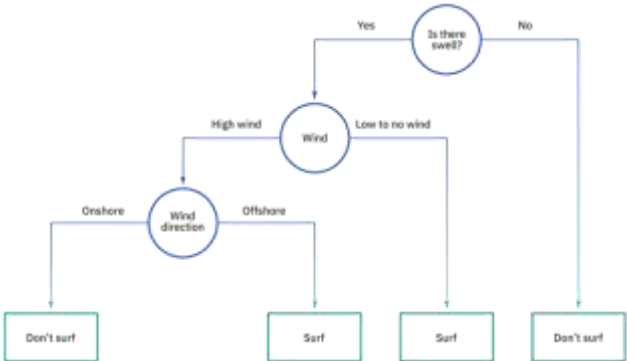 Yes
Is there
swell?
No
High wind
Wind
Low to no wind
Onshore
Wind
direction
Offshore
Don't surf
Surf
Surf
Don't surf